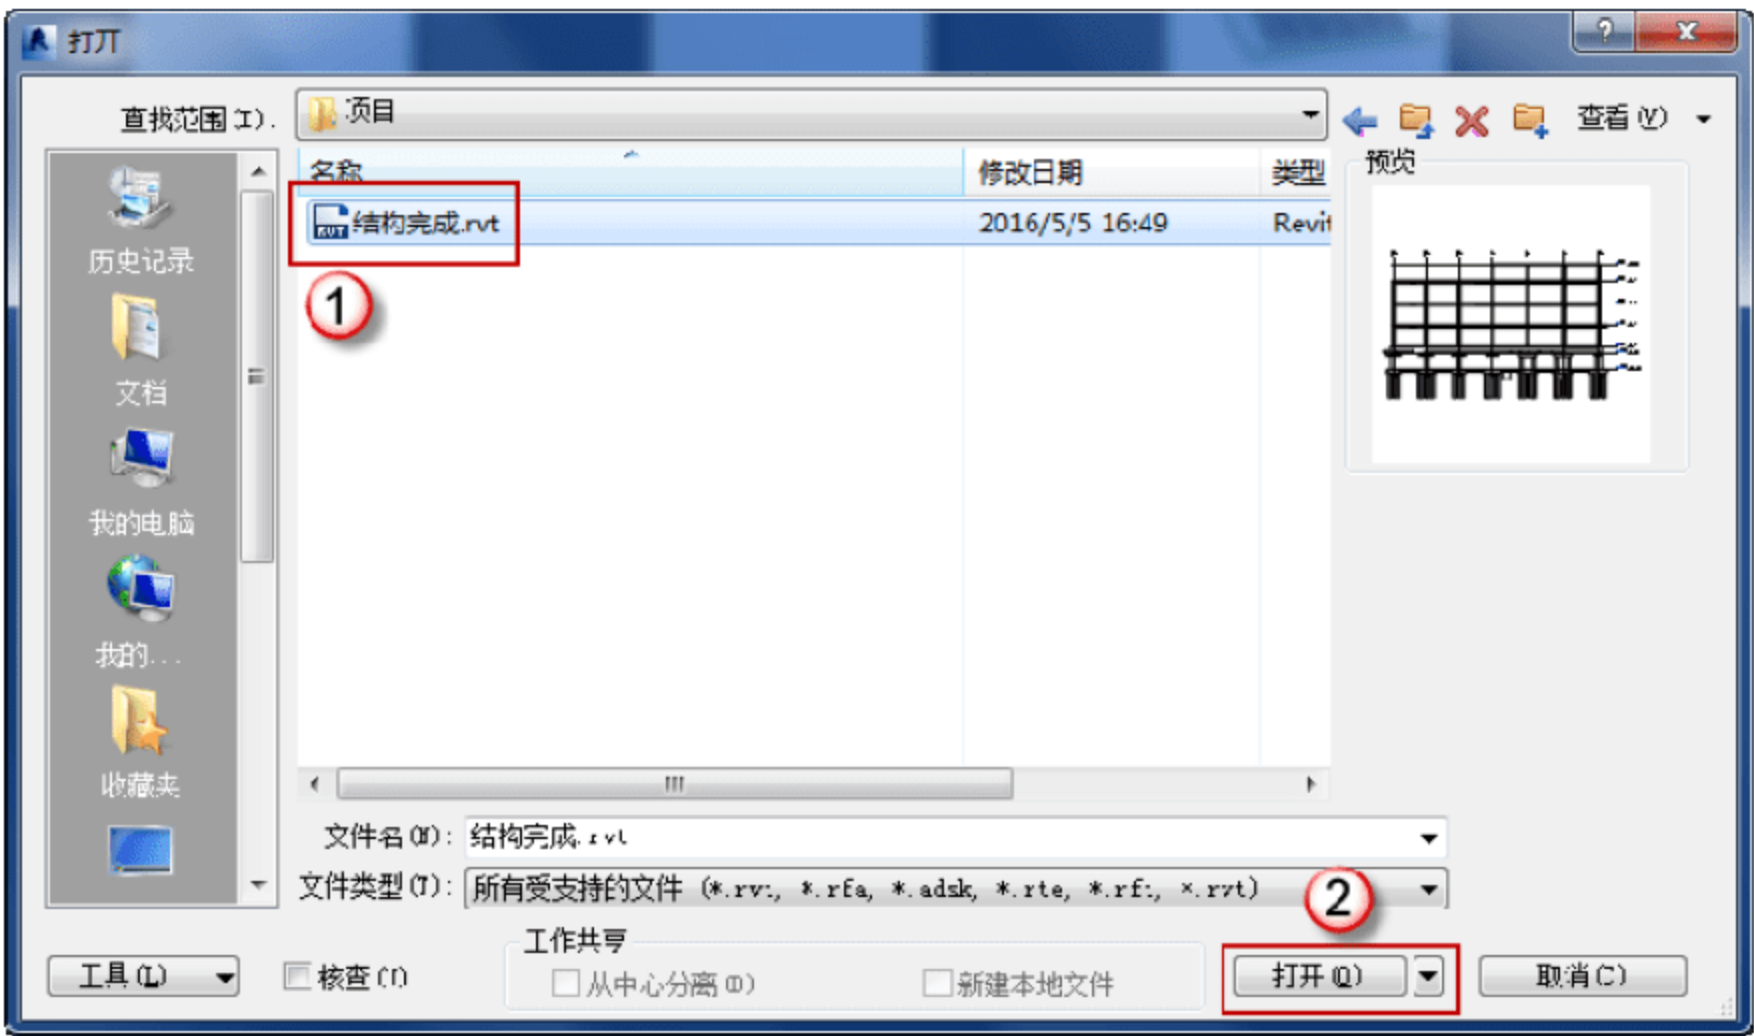 打开
查找范围(I):
项目
查看(V)
名称
修改日期
类型
预览
结构完成.rvt
2016/5/5 16:49
Revit
1
历史记录
文档
我的电脑
我的...
收藏夹
文件名(N):
结构完成.rvt
文件类型(T):
所有受支持的文件 (*.rvt, *.rfa, *.adsk, *.rte, *.rft, *.rvt)
2
工作共享
工具(L)
核查(I)
从中心分离(D)
新建本地文件
打开(O)
取消(C)